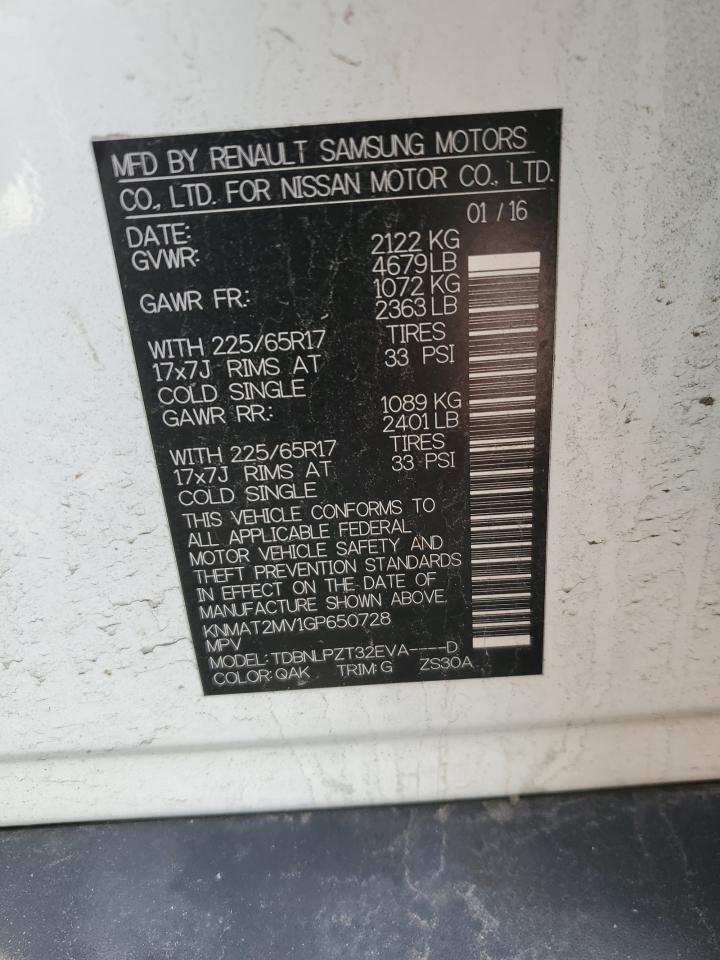 MFD BY RENAULT SAMSUNG MOTORS
CO., LTD. FOR NISSAN MOTOR CO., LTD.
DATE: 01 / 16
GVWR: 2122 KG
4679 LB
GAWR FR: 1072 KG
2363 LB
WITH 225/65R17 TIRES
17x7J RIMS AT 33 PSI
COLD SINGLE
GAWR RR: 1089 KG
2401 LB
WITH 225/65R17 TIRES
17x7J RIMS AT 33 PSI
COLD SINGLE
THIS VEHICLE CONFORMS TO
ALL APPLICABLE FEDERAL
MOTOR VEHICLE SAFETY AND
THEFT PREVENTION STANDARDS
IN EFFECT ON THE DATE OF
MANUFACTURE SHOWN ABOVE.
KNMAT2MV1GP650728
MPV
MODEL: TDBNLPZT32EVA----D
COLOR: QAK TRIM: G ZS30A